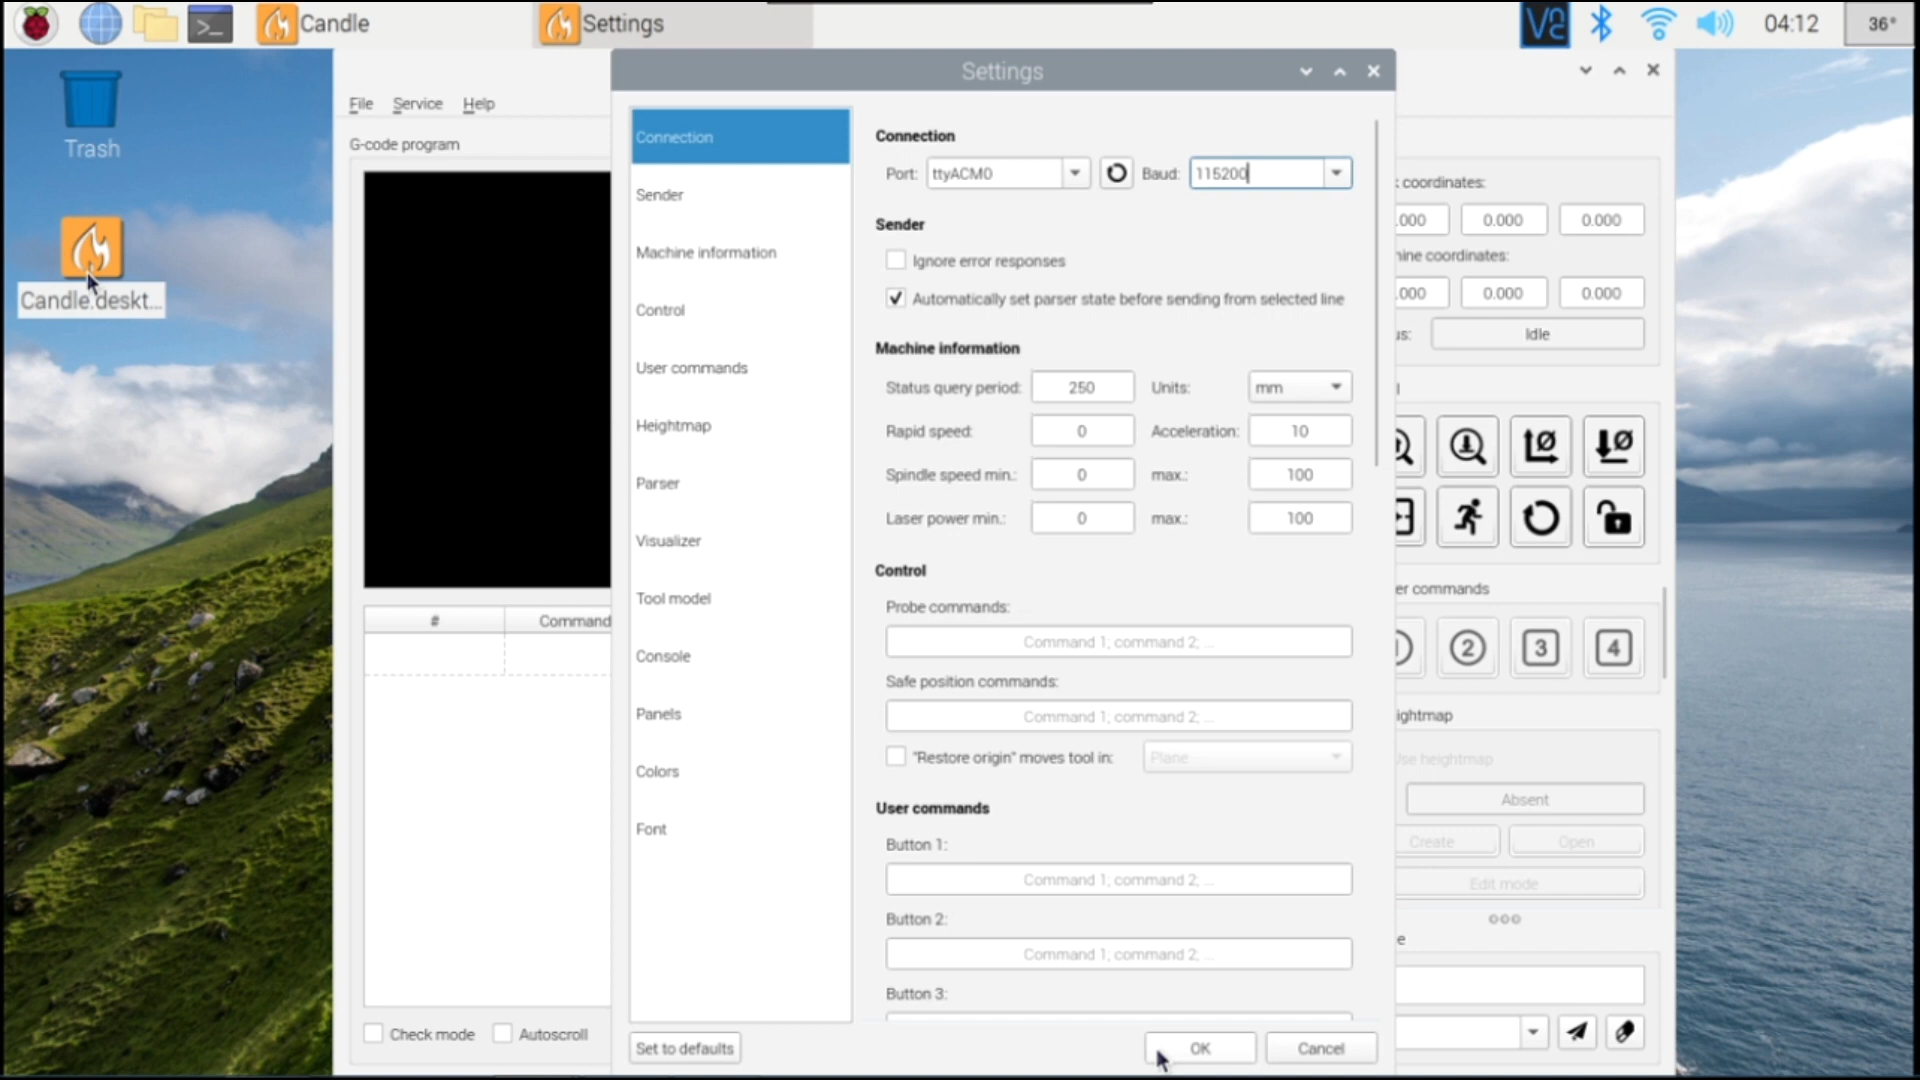 Candle
Settings
V2
04:12
36°
Trash
Candle.deskt...
Settings
File Service Help
G-code program
# Command
Check mode Autoscroll
Connection
Sender
Machine information
Control
User commands
Heightmap
Parser
Visualizer
Tool model
Console
Panels
Colors
Font
Set to defaults
Connection
Port: ttyACM0 Baud: 115200
Sender
Ignore error responses
Automatically set parser state before sending from selected line
Machine information
Status query period: 250 Units: mm
Rapid speed: 0 Acceleration: 10
Spindle speed min.: 0 max.: 100
Laser power min.: 0 max.: 100
Control
Probe commands:
Command 1; command 2; ...
Safe position commands:
Command 1; command 2; ...
"Restore origin" moves tool in: Plane
User commands
Button 1:
Command 1; command 2; ...
Button 2:
Command 1; command 2; ...
Button 3:
OK Cancel
coordinates:
.000 0.000 0.000
coordinates:
.000 0.000 0.000
Idle
commands
2 3 4
ightmap
Use heightmap
Absent
Create Open
Edit mode